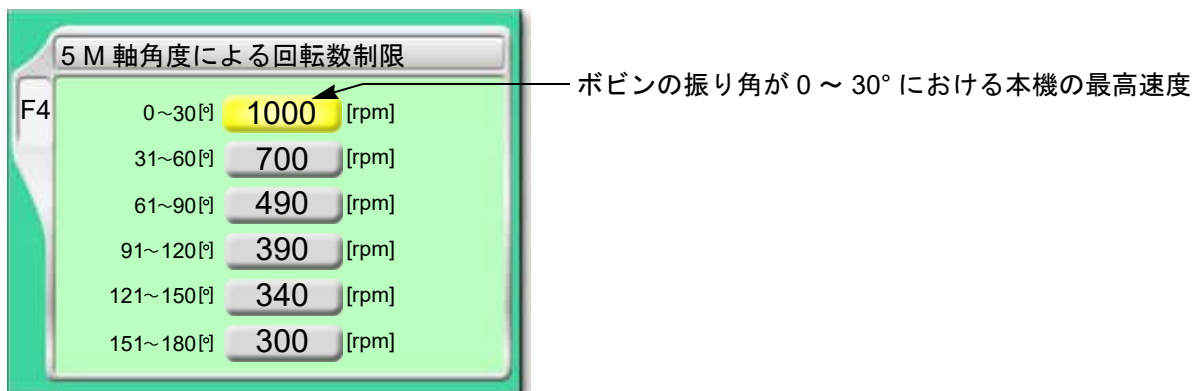 5 M 軸角度による回転数制限
F4
0～30[°] 1000 [rpm]
ボビンの振り角が 0 ～ 30° における本機の最高速度
31～60[°] 700 [rpm]
61～90[°] 490 [rpm]
91～120[°] 390 [rpm]
121～150[°] 340 [rpm]
151～180[°] 300 [rpm]